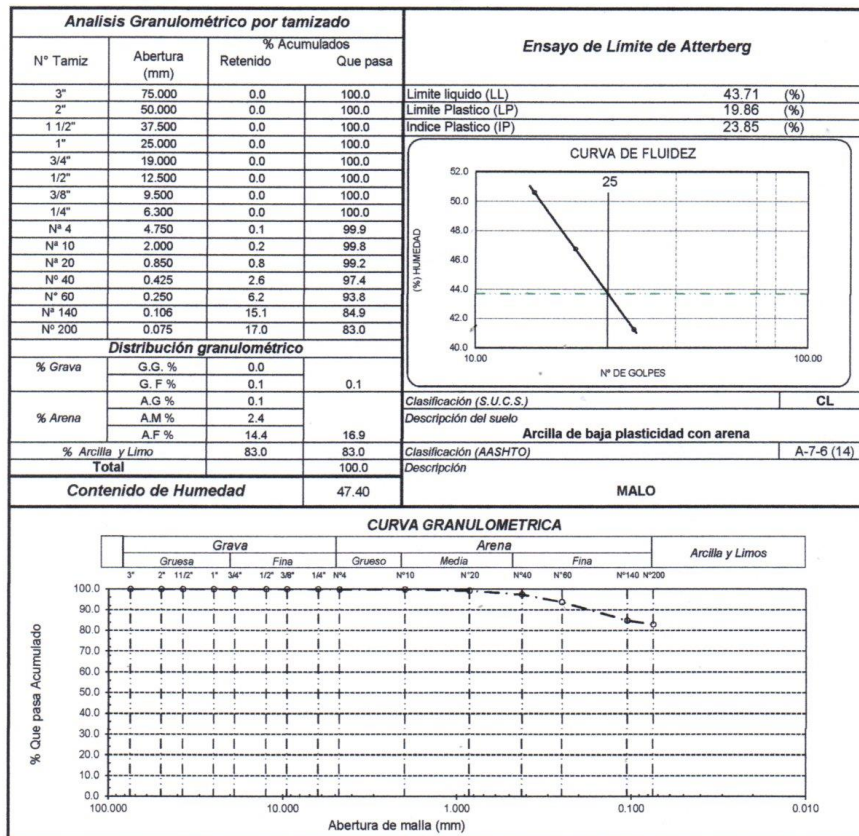 Analisis Granulométrico por tamizado
N° Tamiz Abertura (mm) % Acumulados
Retenido Que pasa
3" 75.000 0.0 100.0
2" 50.000 0.0 100.0
1 1/2" 37.500 0.0 100.0
1" 25.000 0.0 100.0
3/4" 19.000 0.0 100.0
1/2" 12.500 0.0 100.0
3/8" 9.500 0.0 100.0
1/4" 6.300 0.0 100.0
Nª 4 4.750 0.1 99.9
Nª 10 2.000 0.2 99.8
Nª 20 0.850 0.8 99.2
Nº 40 0.425 2.6 97.4
N° 60 0.250 6.2 93.8
Nª 140 0.106 15.1 84.9
Nº 200 0.075 17.0 83.0
Distribución granulométrico
% Grava G.G. % 0.0
G. F % 0.1 0.1
% Arena A.G % 0.1
A.M % 2.4
A.F % 14.4 16.9
% Arcilla y Limo 83.0 83.0
Total 100.0
Contenido de Humedad 47.40
Ensayo de Límite de Atterberg
Limite liquido (LL) 43.71 (%)
Limite Plastico (LP) 19.86 (%)
Indice Plastico (IP) 23.85 (%)
CURVA DE FLUIDEZ
25
(%) HUMEDAD
52.0
50.0
48.0
46.0
44.0
42.0
40.0
10.00 100.00
Nº DE GOLPES
Clasificación (S.U.C.S.) CL
Descripción del suelo
Arcilla de baja plasticidad con arena
Clasificación (AASHTO) A-7-6 (14)
Descripción
MALO
CURVA GRANULOMETRICA
Grava Arena Arcilla y Limos
Gruesa Fina Grueso Media Fina
3" 2" 11/2" 1" 3/4" 1/2" 3/8" 1/4" N°4 N°10 N°20 N°40 N°60 N°140 N°200
% Que pasa Acumulado
100.0
90.0
80.0
70.0
60.0
50.0
40.0
30.0
20.0
10.0
0.0
100.000 10.000 1.000 0.100 0.010
Abertura de malla (mm)